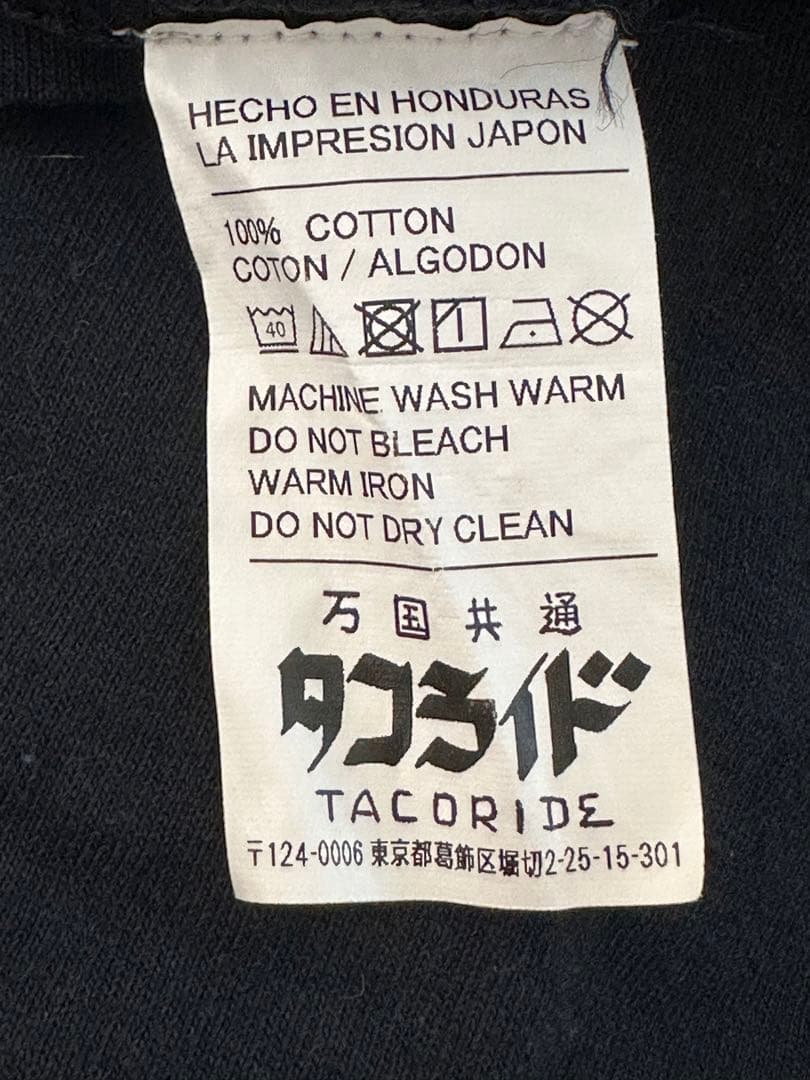 HECHO EN HONDURAS
LA IMPRESION JAPON
100% COTTON
COTON / ALGODON
40
MACHINE WASH WARM
DO NOT BLEACH
WARM IRON
DO NOT DRY CLEAN
万国共通
タコライド
TACORIDE
〒124-0006 東京都葛飾区堀切2-25-15-301